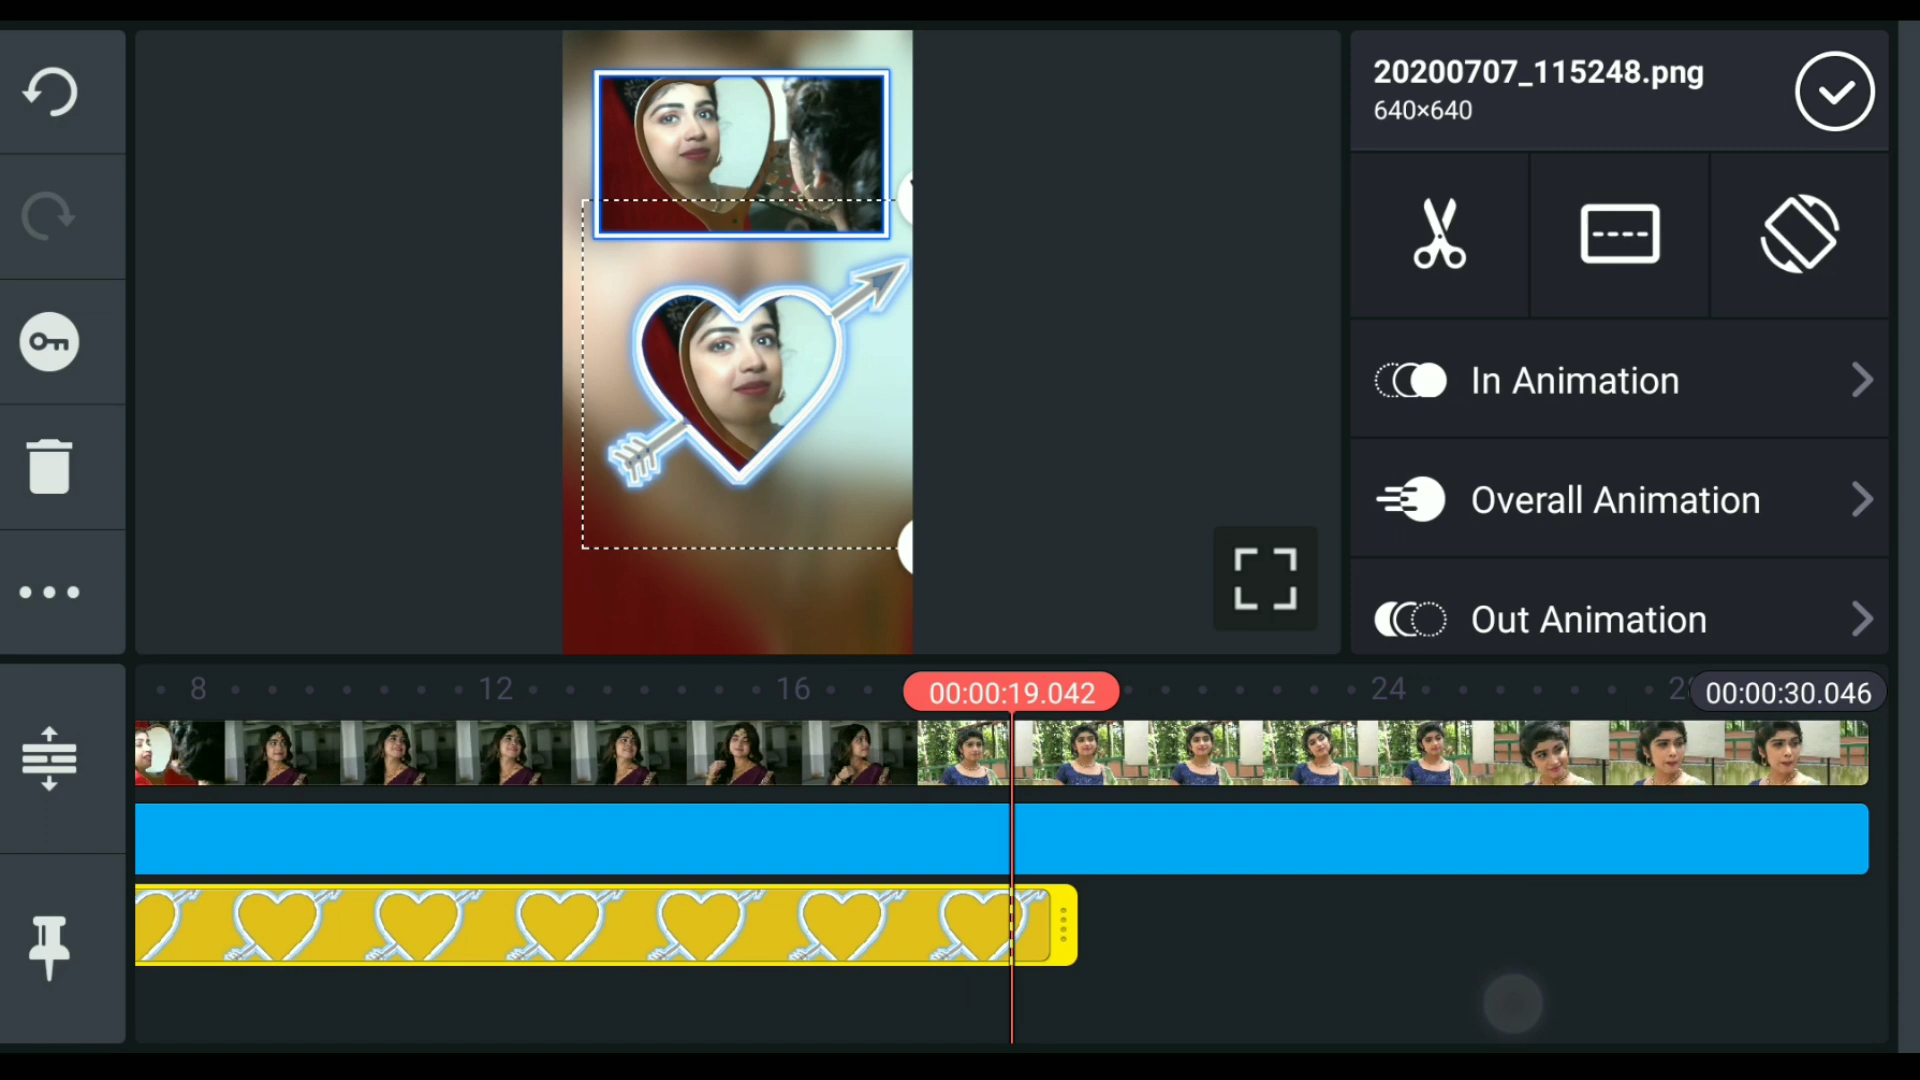 20200707_115248.png
640×640
In Animation
Overall Animation
Out Animation
8
12
16
00:00:19.042
24
00:00:30.046